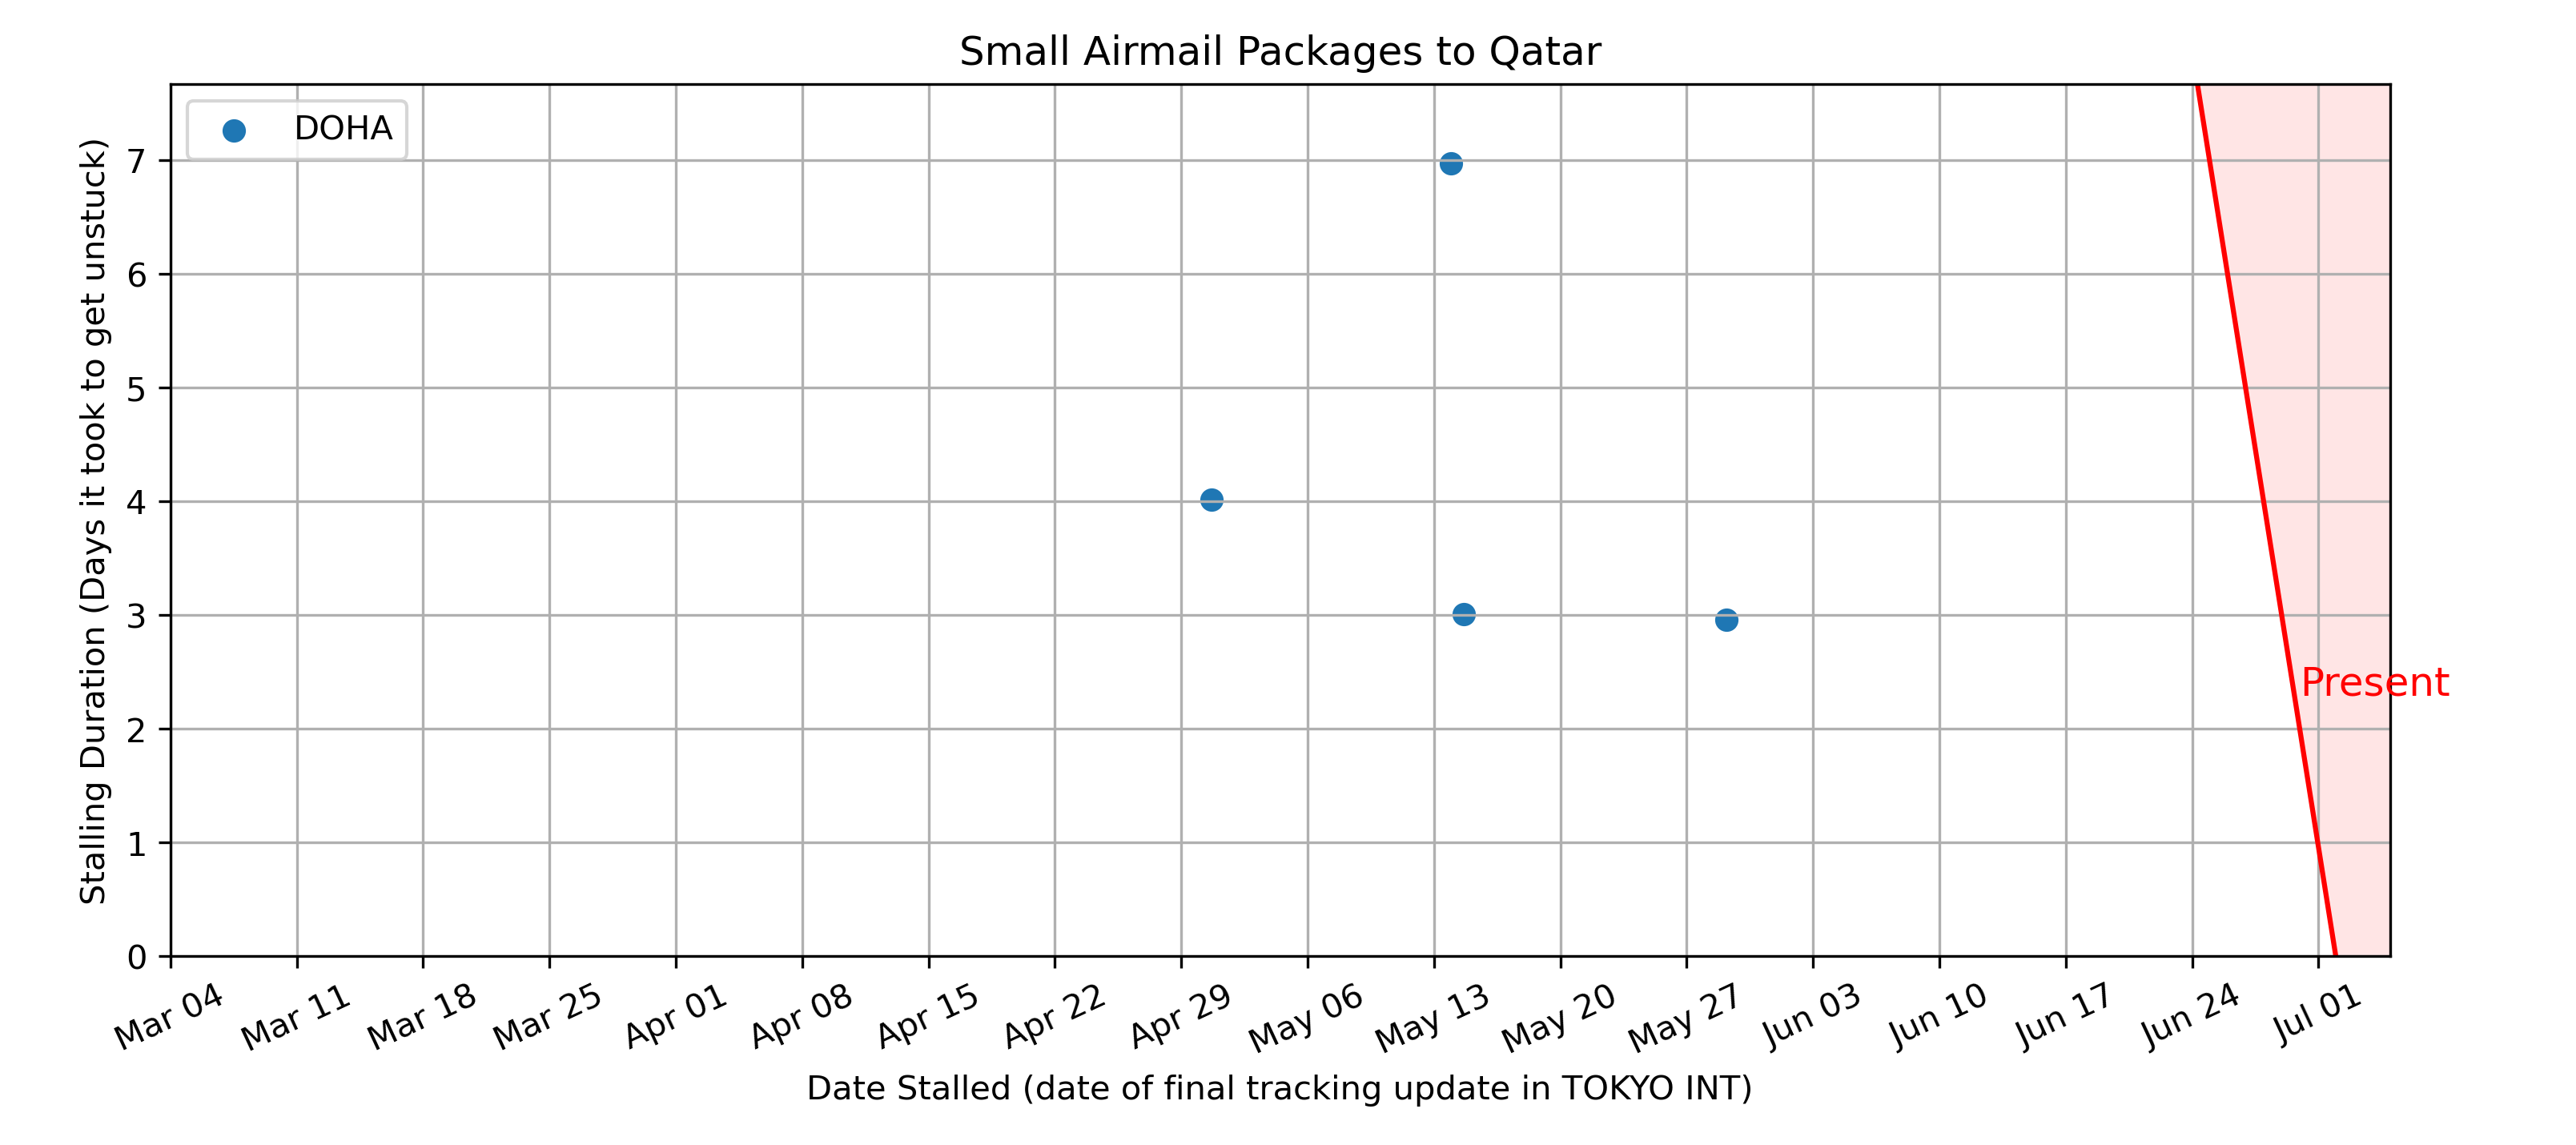 Small Airmail Packages to Qatar
DOHA
Stalling Duration (Days it took to get unstuck)
7
6
5
4
3
2
1
0
Present
Mar 04 Mar 11 Mar 18 Mar 25 Apr 01 Apr 08 Apr 15 Apr 22 Apr 29 May 06 May 13 May 20 May 27 Jun 03 Jun 10 Jun 17 Jun 24 Jul 01
Date Stalled (date of final tracking update in TOKYO INT)